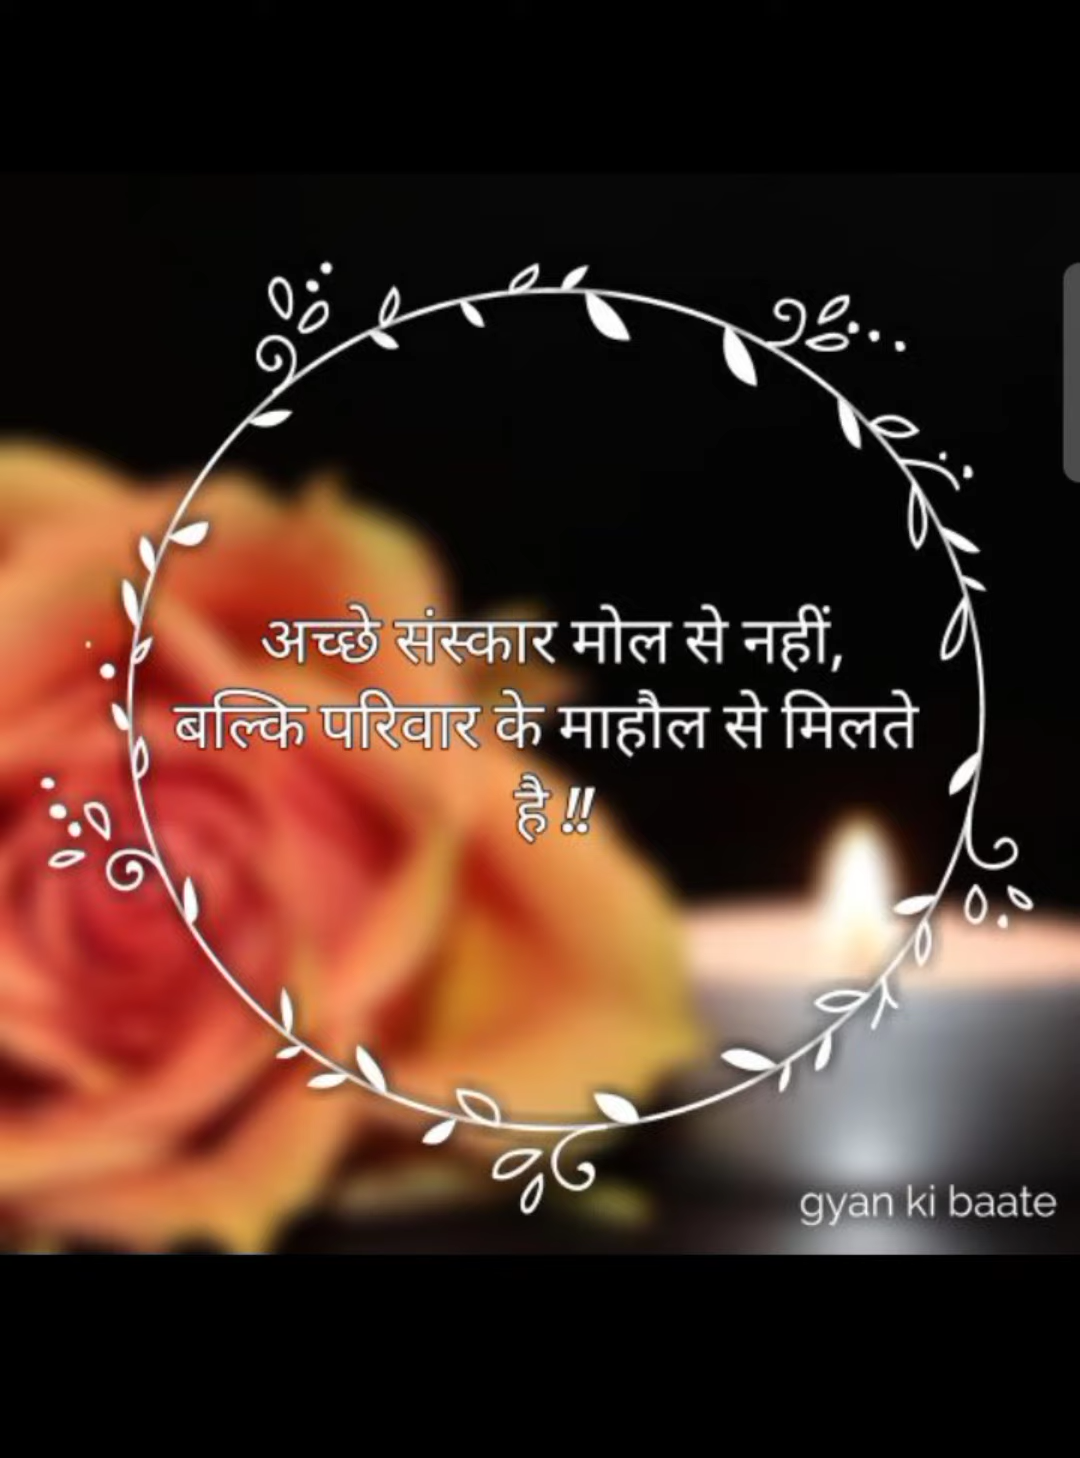 अच्छे संस्कार मोल से नहीं,
बल्कि परिवार के माहौल से मिलते
है !!
gyan ki baate